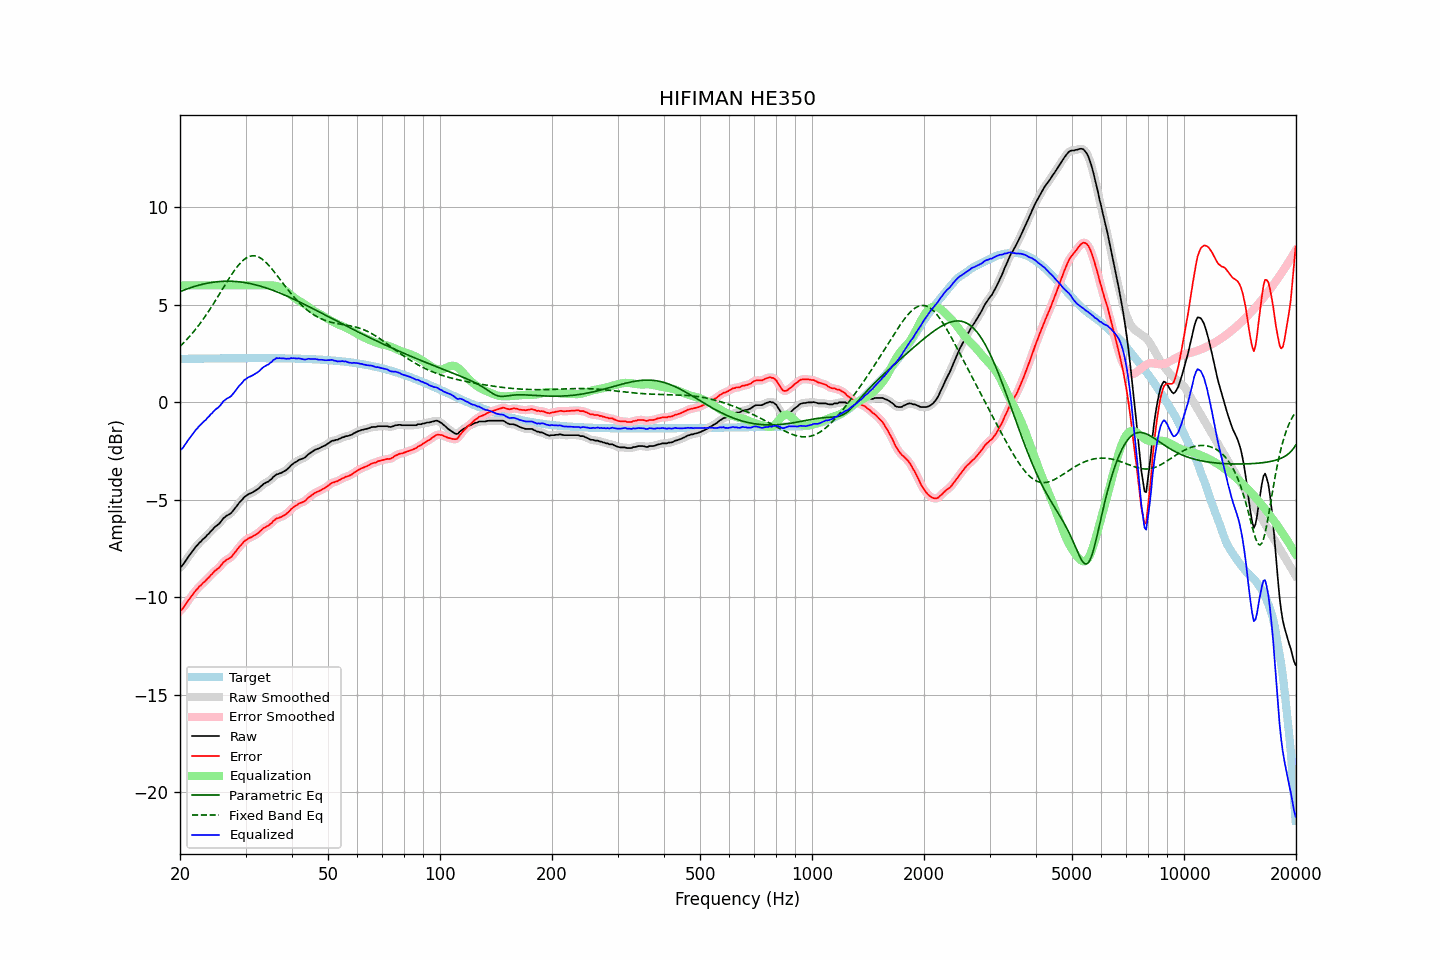 HIFIMAN HE350
Amplitude (dBr)
10
5
0
−5
−10
−15
−20
Target
Raw Smoothed
Error Smoothed
Raw
Error
Equalization
Parametric Eq
Fixed Band Eq
Equalized
20
50
100
200
500
1000
2000
5000
10000
20000
Frequency (Hz)